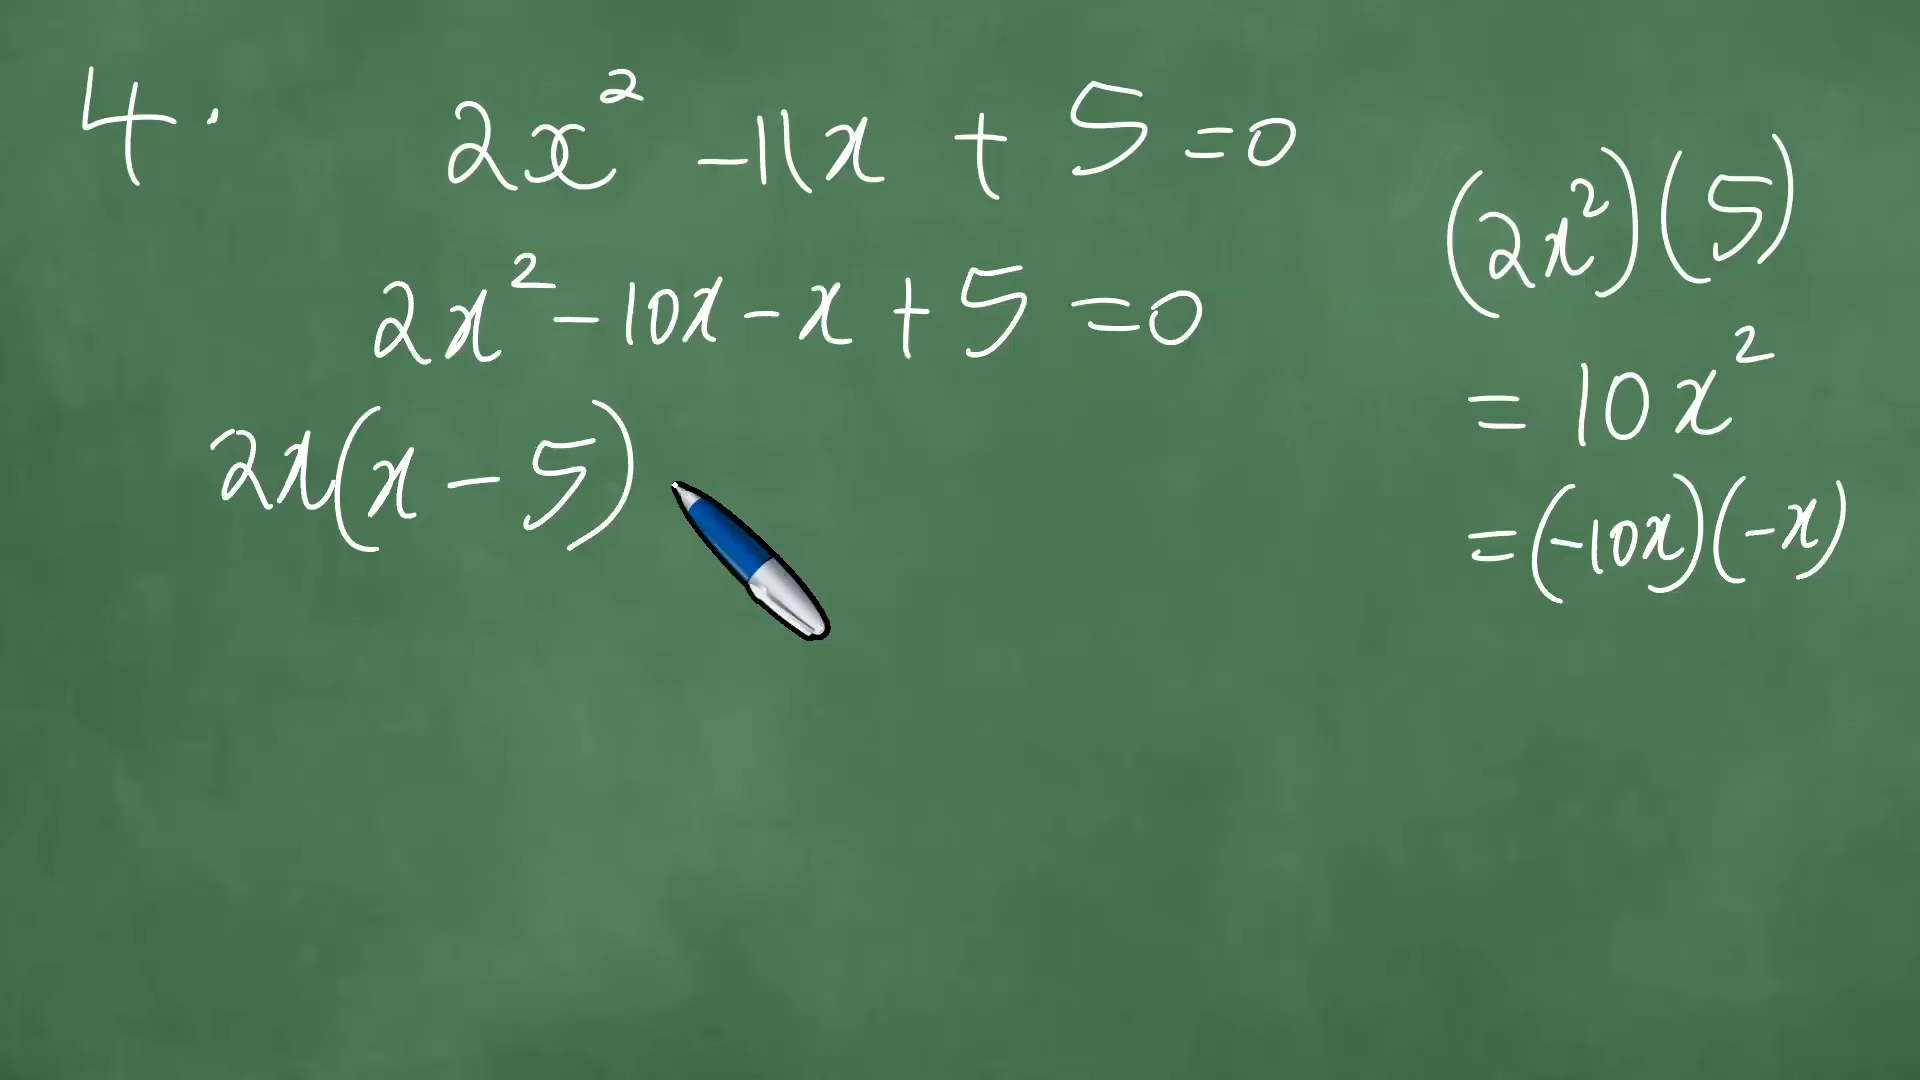 4. 2x² - 11x + 5 = 0
2x² - 10x - x + 5 = 0
2x(x - 5)
(2x²)(5)
= 10x²
= (-10x)(-x)